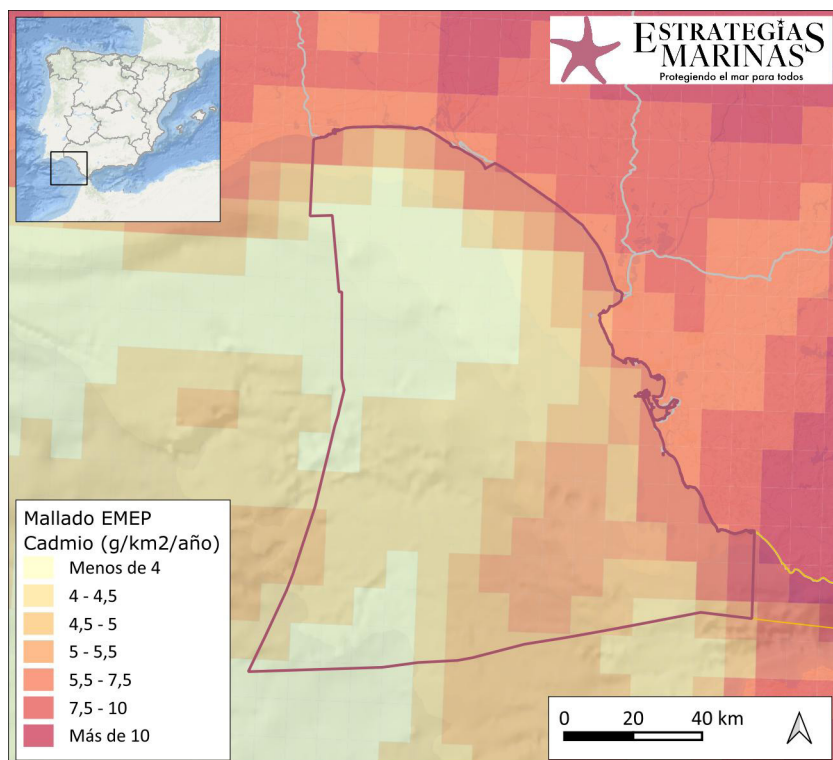 ESTRATEGIAS
MARINAS
Protegiendo el mar para todos
Mallado EMEP
Cadmio (g/km2/año)
Menos de 4
4 - 4,5
4,5 - 5
5 - 5,5
5,5 - 7,5
7,5 - 10
Más de 10
0 20 40 km